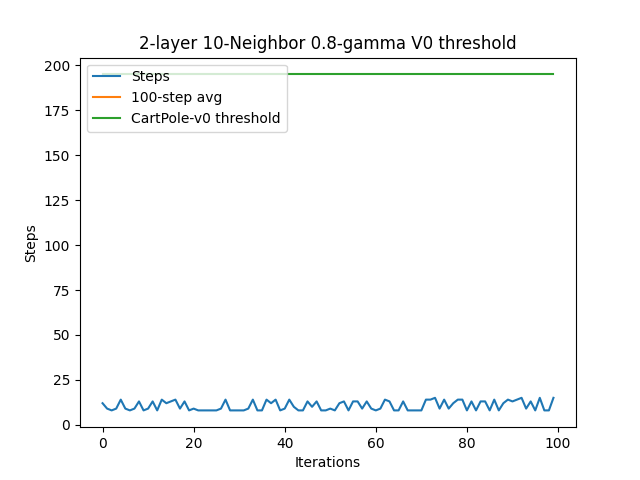 2-layer 10-Neighbor 0.8-gamma V0 threshold
Steps
100-step avg
CartPole-v0 threshold
200
175
150
125
100
75
50
25
0
Steps
0 20 40 60 80 100
Iterations